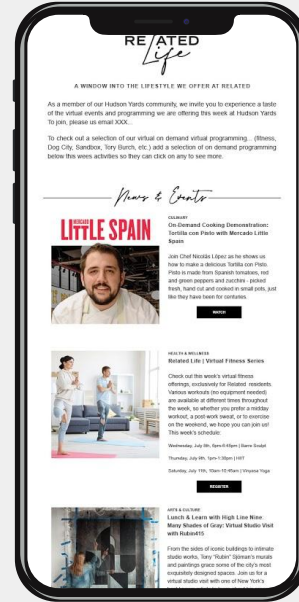 RELATED
Life
A WINDOW INTO THE LIFESTYLE WE OFFER AT RELATED
As a member of our Hudson Yards community, we invite you to experience a taste
of the virtual events and programming we are offering this week at Hudson Yards
To join, please us email XXX.
To check out a selection of our virtual on demand virtual programming... (fitness,
Dog City, Sandbox, Tory Burch, etc.) add a selection of on demand programming
below this wees activities so they can click on any to see more.
News & Events
MERCADO
LITTLE SPAIN
CULINARY
On-Demand Cooking Demonstration:
Tortilla con Pisto with Mercado Little
Spain
Join Chef Nicolás López as he shows us
how to make a delicious Tortilla con Pisto.
Pisto is made from Spanish tomatoes, red
and green peppers and zucchini - picked
fresh, hand cut and cooked in small pots, just
like they have been for centuries.
WATCH
HEALTH & WELLNESS
Related Life | Virtual Fitness Series
Check out this week's virtual fitness
offerings, exclusively for Related residents.
Various workouts (no equipment needed)
are available at different times throughout
the week, so whether you prefer a midday
workout, a post-work sweat, or to exercise
on the weekend, we hope you can join us!
This week's schedule:
Wednesday, July 8th, 6pm-6:45pm | Barre Sculpt
Thursday, July 9th, 1pm-1:30pm | HIIT
Saturday, July 11th, 10am-10:45am | Vinyasa Yoga
REGISTER
ARTS & CULTURE
Lunch & Learn with High Line Nine:
Many Shades of Gray: Virtual Studio Visit
with Rubin415
From the sides of iconic buildings to intimate
studio works, Tony "Rubin" Sjöman's murals
and paintings grace some of the city's most
exquisitely designed spaces. Join us for a
virtual studio visit with one of New York's